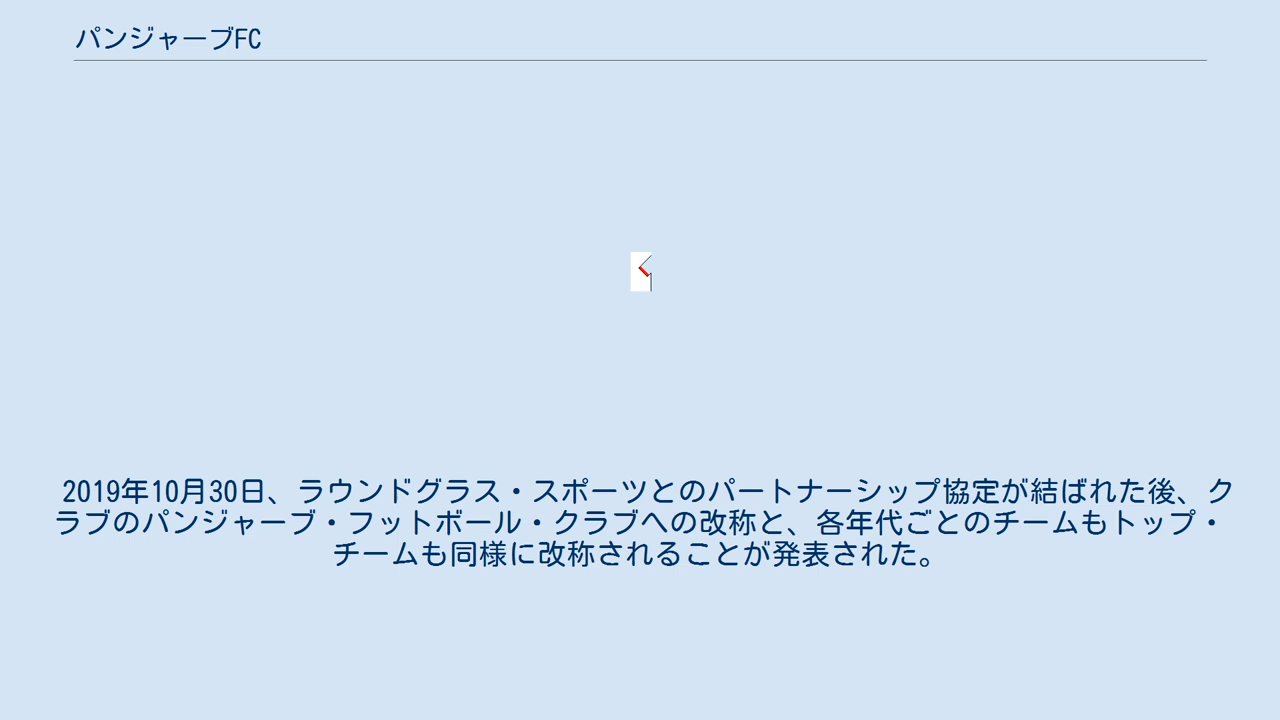 パンジャーブFC
2019年10月30日、ラウンドグラス・スポーツとのパートナーシップ協定が結ばれた後、ク
ラブのパンジャーブ・フットボール・クラブへの改称と、各年代ごとのチームもトップ・
チームも同様に改称されることが発表された。